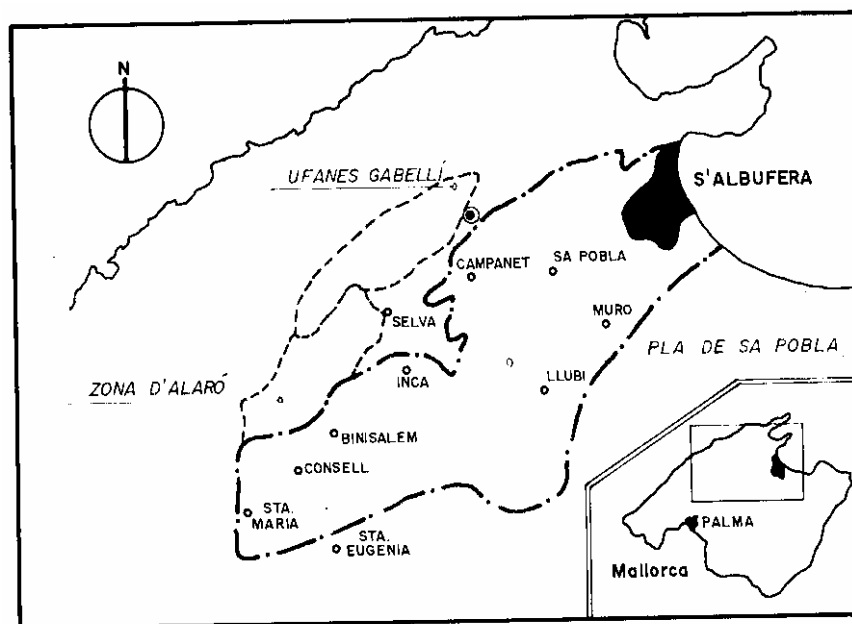 N
UFANES GABELLÍ
S'ALBUFERA
CAMPANET
SA POBLA
SELVA
MURO
PLA DE SA POBLA
ZONA D'ALARÓ
INCA
LLUBI
BINISALEM
CONSELL
STA.
MARIA
STA.
EUGENIA
PALMA
Mallorca